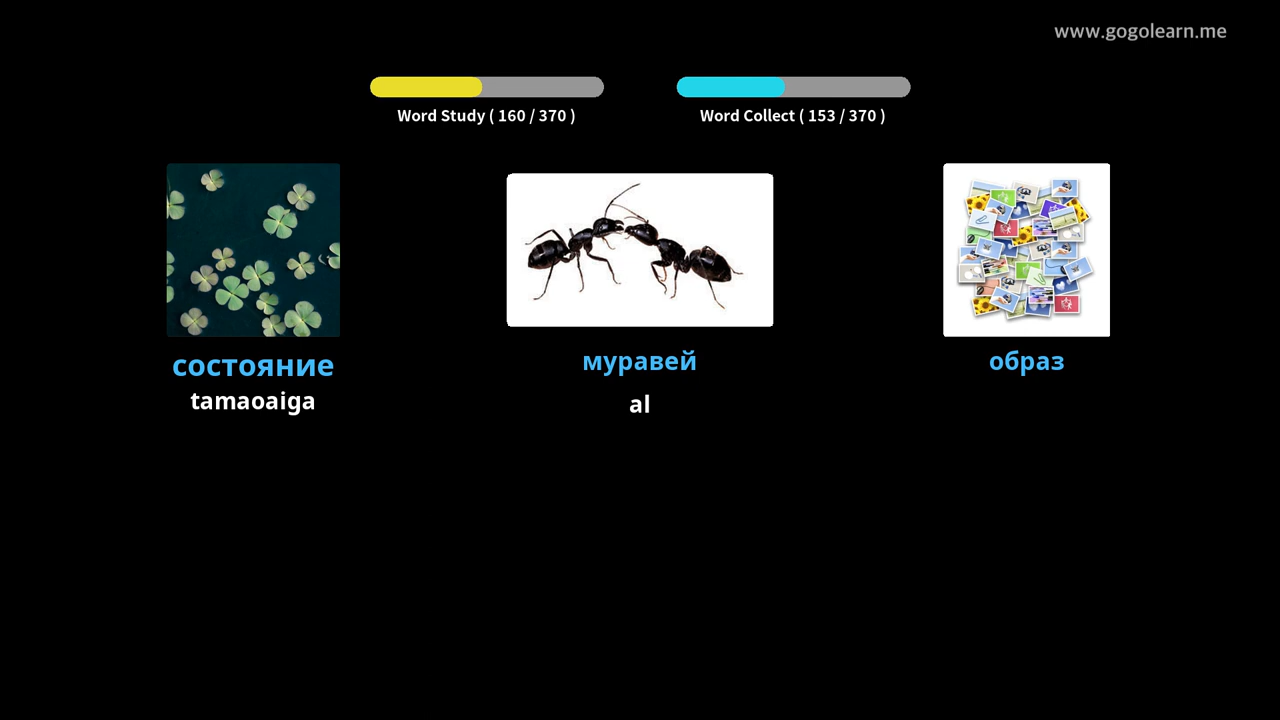 www.gogolearn.me
Word Study ( 160 / 370 )
Word Collect ( 153 / 370 )
состояние
tamaoaiga
муравей
al
образ